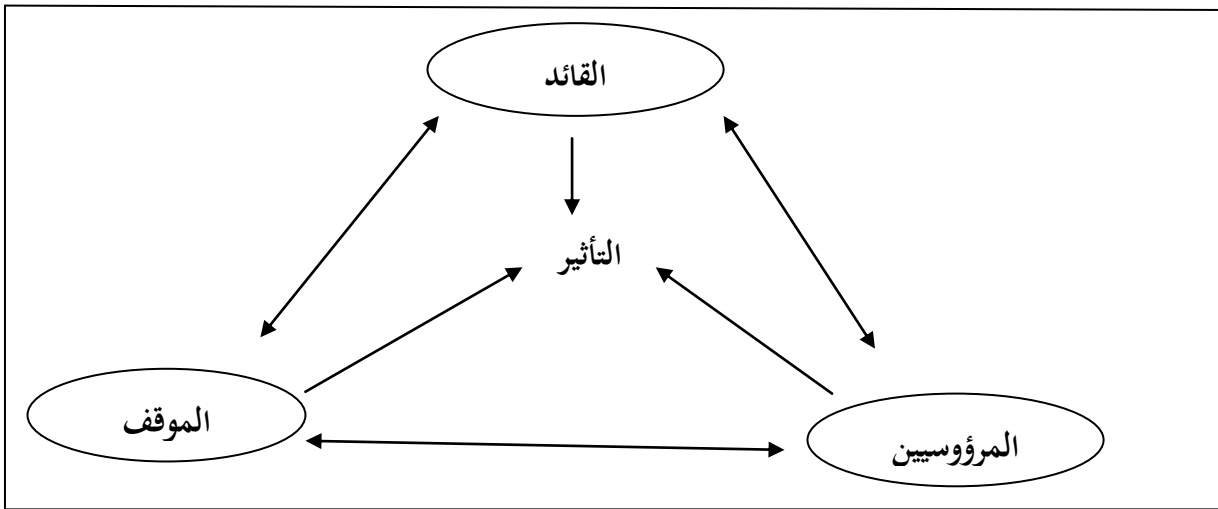 القائد
التأثير
الموقف
المرؤوسيين